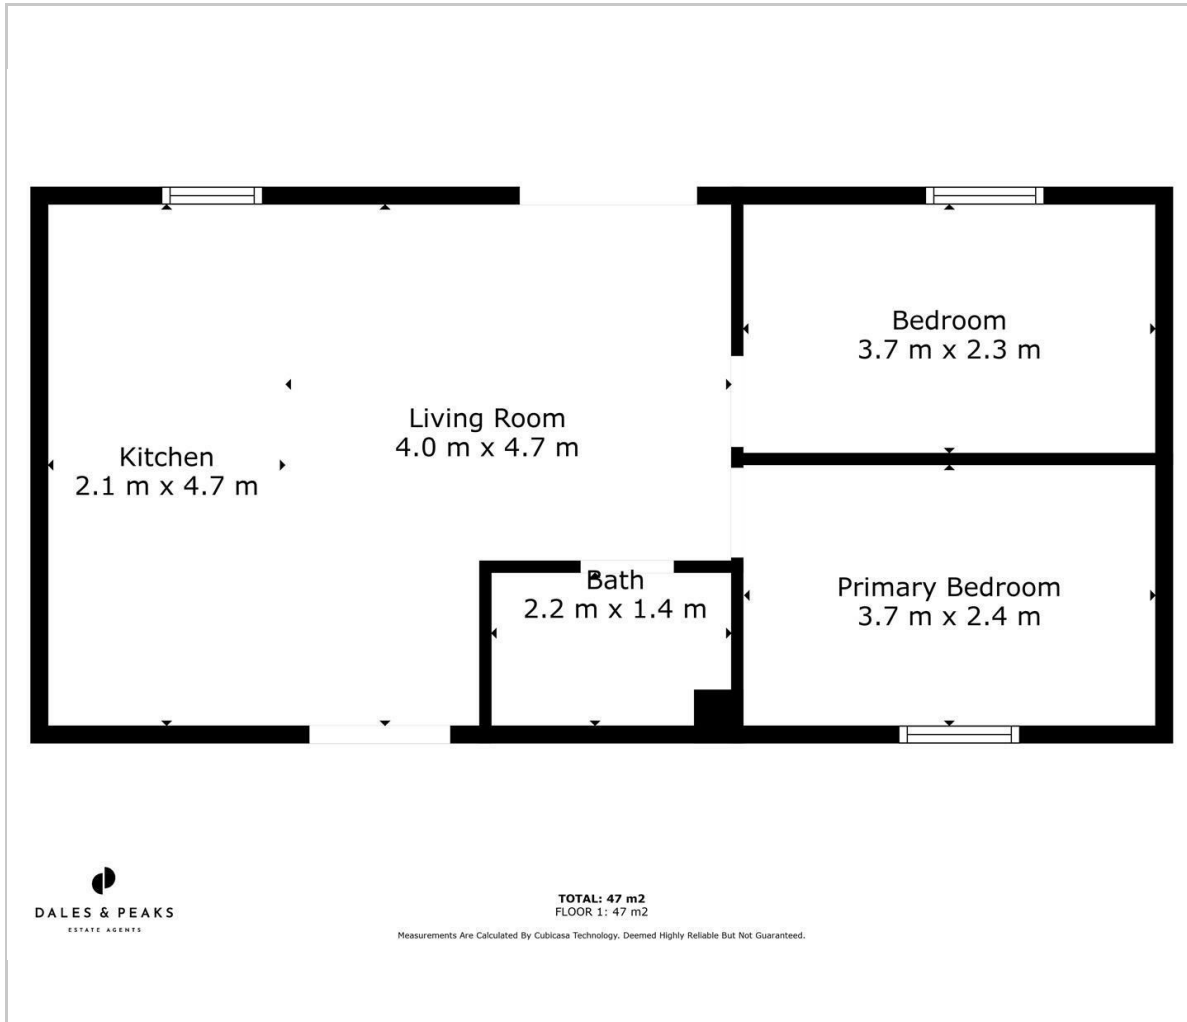 Bedroom
3.7 m x 2.3 m
Living Room
4.0 m x 4.7 m
Kitchen
2.1 m x 4.7 m
Bath
2.2 m x 1.4 m
Primary Bedroom
3.7 m x 2.4 m
DALES & PEAKS
ESTATE AGENTS
TOTAL: 47 m2
FLOOR 1: 47 m2
Measurements Are Calculated By Cubicasa Technology. Deemed Highly Reliable But Not Guaranteed.